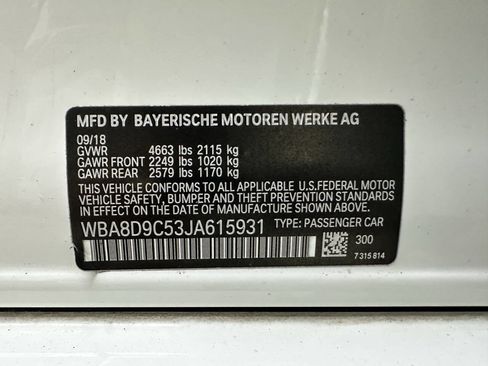 MFD BY BAYERISCHE MOTOREN WERKE AG
09/18
GVWR 4663 lbs 2115 kg
GAWR FRONT 2249 lbs 1020 kg
GAWR REAR 2579 lbs 1170 kg
THIS VEHICLE CONFORMS TO ALL APPLICABLE U.S.FEDERAL MOTOR
VEHICLE SAFETY, BUMPER, AND THEFT PREVENTION STANDARDS
IN EFFECT ON THE DATE OF MANUFACTURE SHOWN ABOVE.
WBA8D9C53JA615931 TYPE: PASSENGER CAR
300
7 315 814